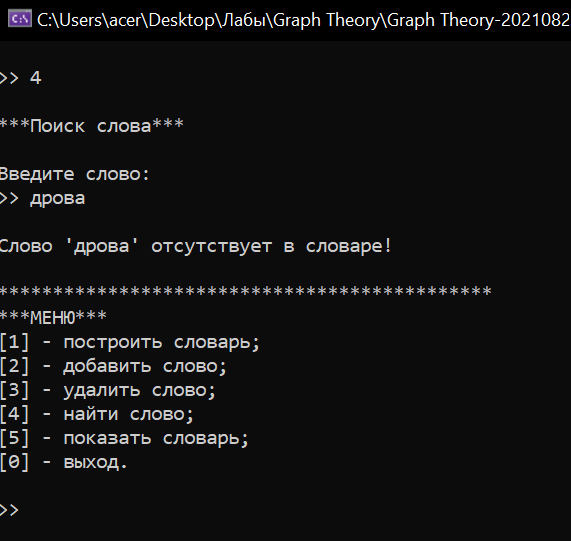 C:\Users\acer\Desktop\Лабы\Graph Theory\Graph Theory-2021082
>> 4
***Поиск слова***
Введите слово:
>> дрова
Слово 'дрова' отсутствует в словаре!
*********************************************
***МЕНЮ***
[1] - построить словарь;
[2] - добавить слово;
[3] - удалить слово;
[4] - найти слово;
[5] - показать словарь;
[0] - выход.
>>